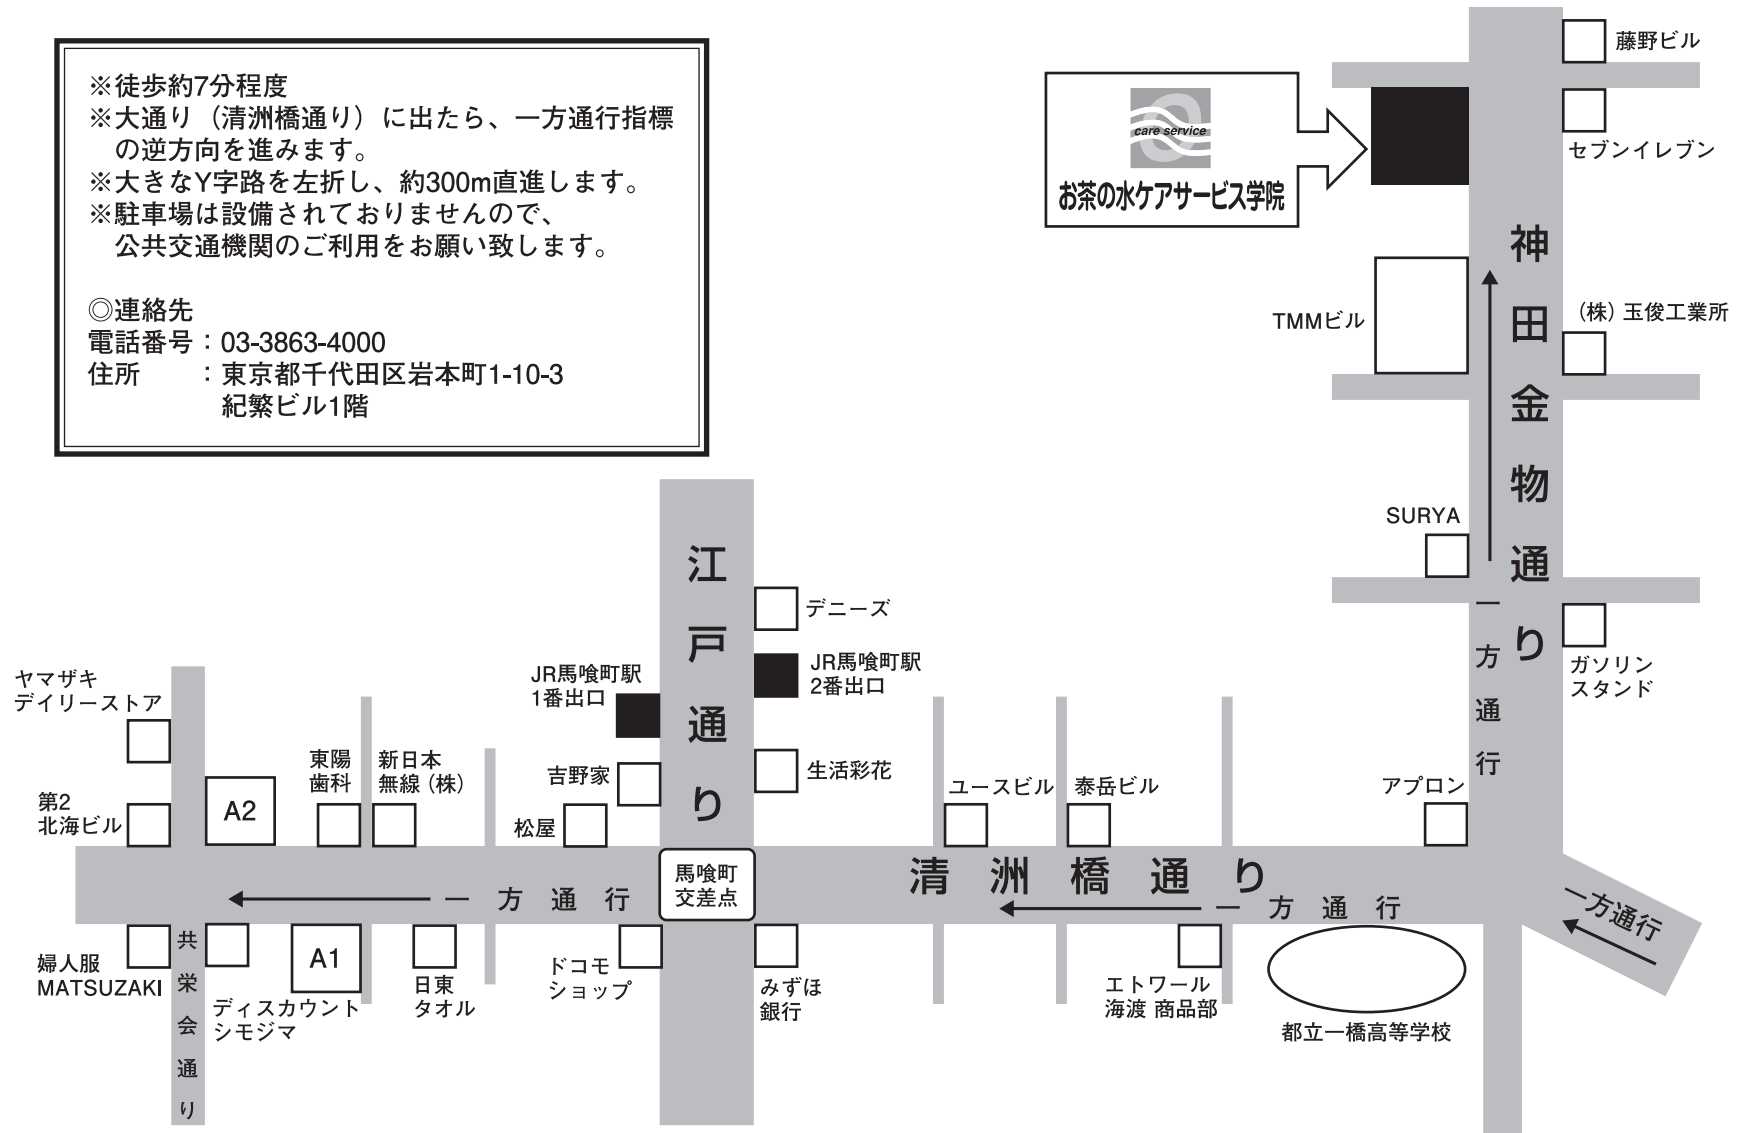 ※徒歩約7分程度
※大通り（清洲橋通り）に出たら、一方通行指標
の逆方向を進みます。
※大きなY字路を左折し、約300m直進します。
※駐車場は設備されておりませんので、
公共交通機関のご利用をお願い致します。
◎連絡先
電話番号：03-3863-4000
住所　　：東京都千代田区岩本町1-10-3
紀繁ビル1階
care service
お茶の水ケアサービス学院
藤野ビル
セブンイレブン
神田金物通り
TMMビル
（株）玉俊工業所
SURYA
一方通行
ガソリン
スタンド
アプロン
江戸通り
デニーズ
JR馬喰町駅
2番出口
JR馬喰町駅
1番出口
生活彩花
吉野家
松屋
ヤマザキ
デイリーストア
第2
北海ビル
A2
東陽
歯科
新日本
無線（株）
ユースビル
泰岳ビル
馬喰町
交差点
清洲橋通り
一方通行
一方通行
一方通行
婦人服
MATSUZAKI
共栄会通り
A1
ディスカウント
シモジマ
日東
タオル
ドコモ
ショップ
みずほ
銀行
エトワール
海渡 商品部
都立一橋高等学校